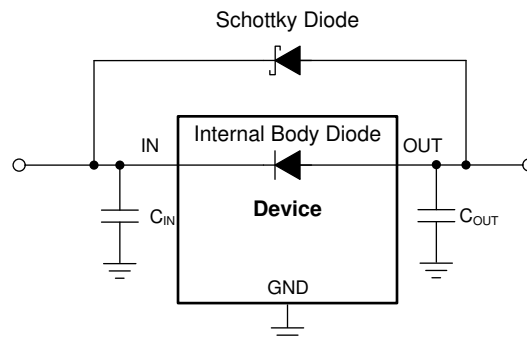 Schottky Diode
Internal Body Diode
IN
OUT
Device
CIN
COUT
GND